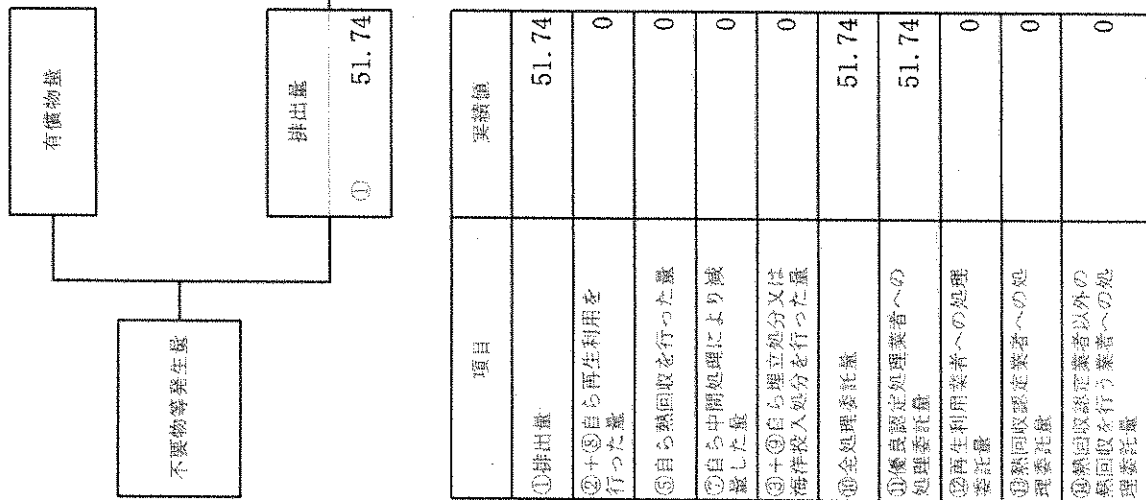 不要物等発生量
有償物量
排出量
① 51.74
項目 実績値
①排出量 51.74
②+⑧自ら再生利用を
行った量 0
⑤自ら熱回収を行った量 0
⑦自ら中間処理により減
量した量 0
③+⑨自ら埋立処分又は
海洋投入処分を行った量 0
⑩全処理委託量 51.74
⑪優良認定処理業者への
処理委託量 51.74
⑫再生利用業者への処理
委託量 0
⑬熱回収認定業者への処
理委託量 0
⑭熱回収認定業者以外の
熱回収を行う業者への処
理委託量 0